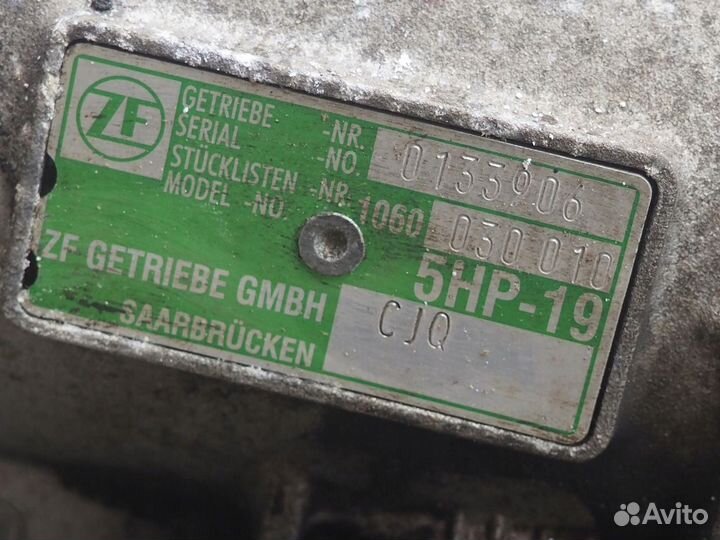 ZF
GETRIEBE -NR.
SERIAL -NO. 0133906
STÜCKLISTEN -NR.
MODEL -NO. 1060 030 010
5HP-19
ZF GETRIEBE GMBH
SAARBRÜCKEN
CJQ
Avito